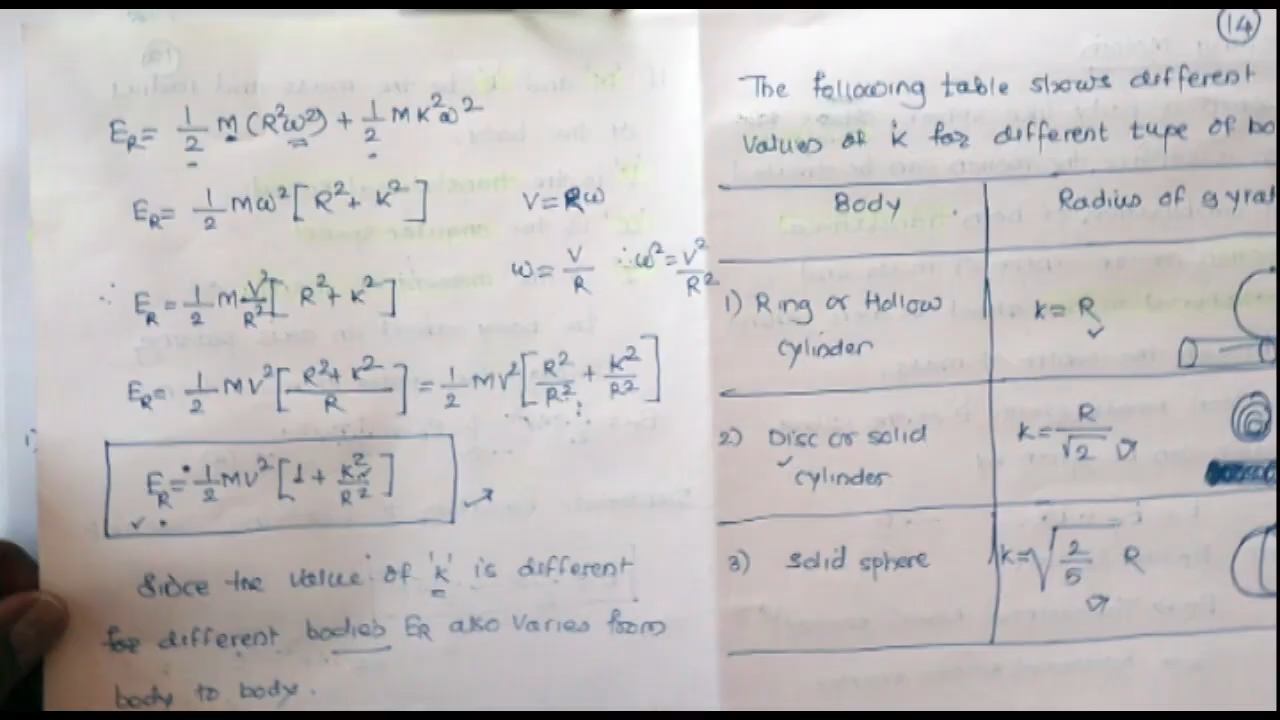 E_R = 1/2 M (R²ω²) + 1/2 MK²ω²
E_R = 1/2 Mω² [R² + K²]
V = Rω
ω = V/R ∴ω² = V²/R²
∴ E_R = 1/2 M V²/R² [R² + K²]
E_R = 1/2 MV² [R² + K²/R] = 1/2 MV² [R²/R² + K²/R²]
E_R = 1/2 MV² [1 + K²/R²]
Since the value of 'k' is different
for different bodies E_R also varies from
body to body.
14
The following table shows different
values of k for different type of bo
Body Radius of gyrat
1) Ring or Hollow
cylinder
k = R
2) Disc or solid
cylinder
k = R/√2
3) Solid sphere
k = √2/5 R